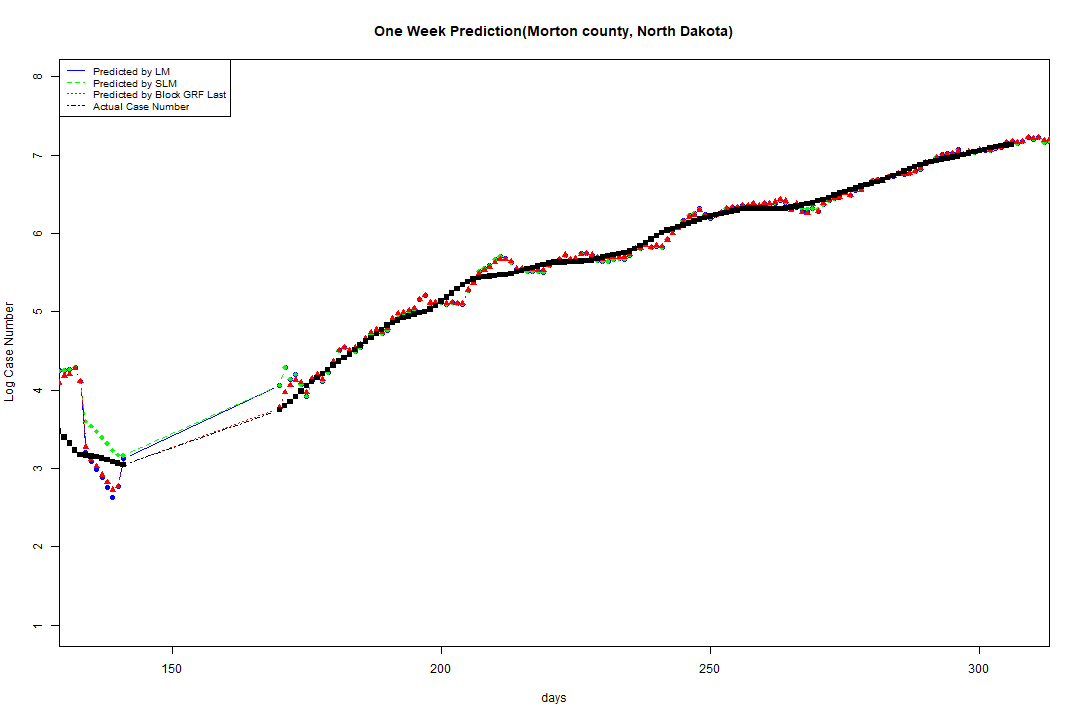 One Week Prediction(Morton county, North Dakota)
Predicted by LM
Predicted by SLM
Predicted by Block GRF Last
Actual Case Number
8
7
6
5
4
3
2
1
Log Case Number
150 200 250 300
days